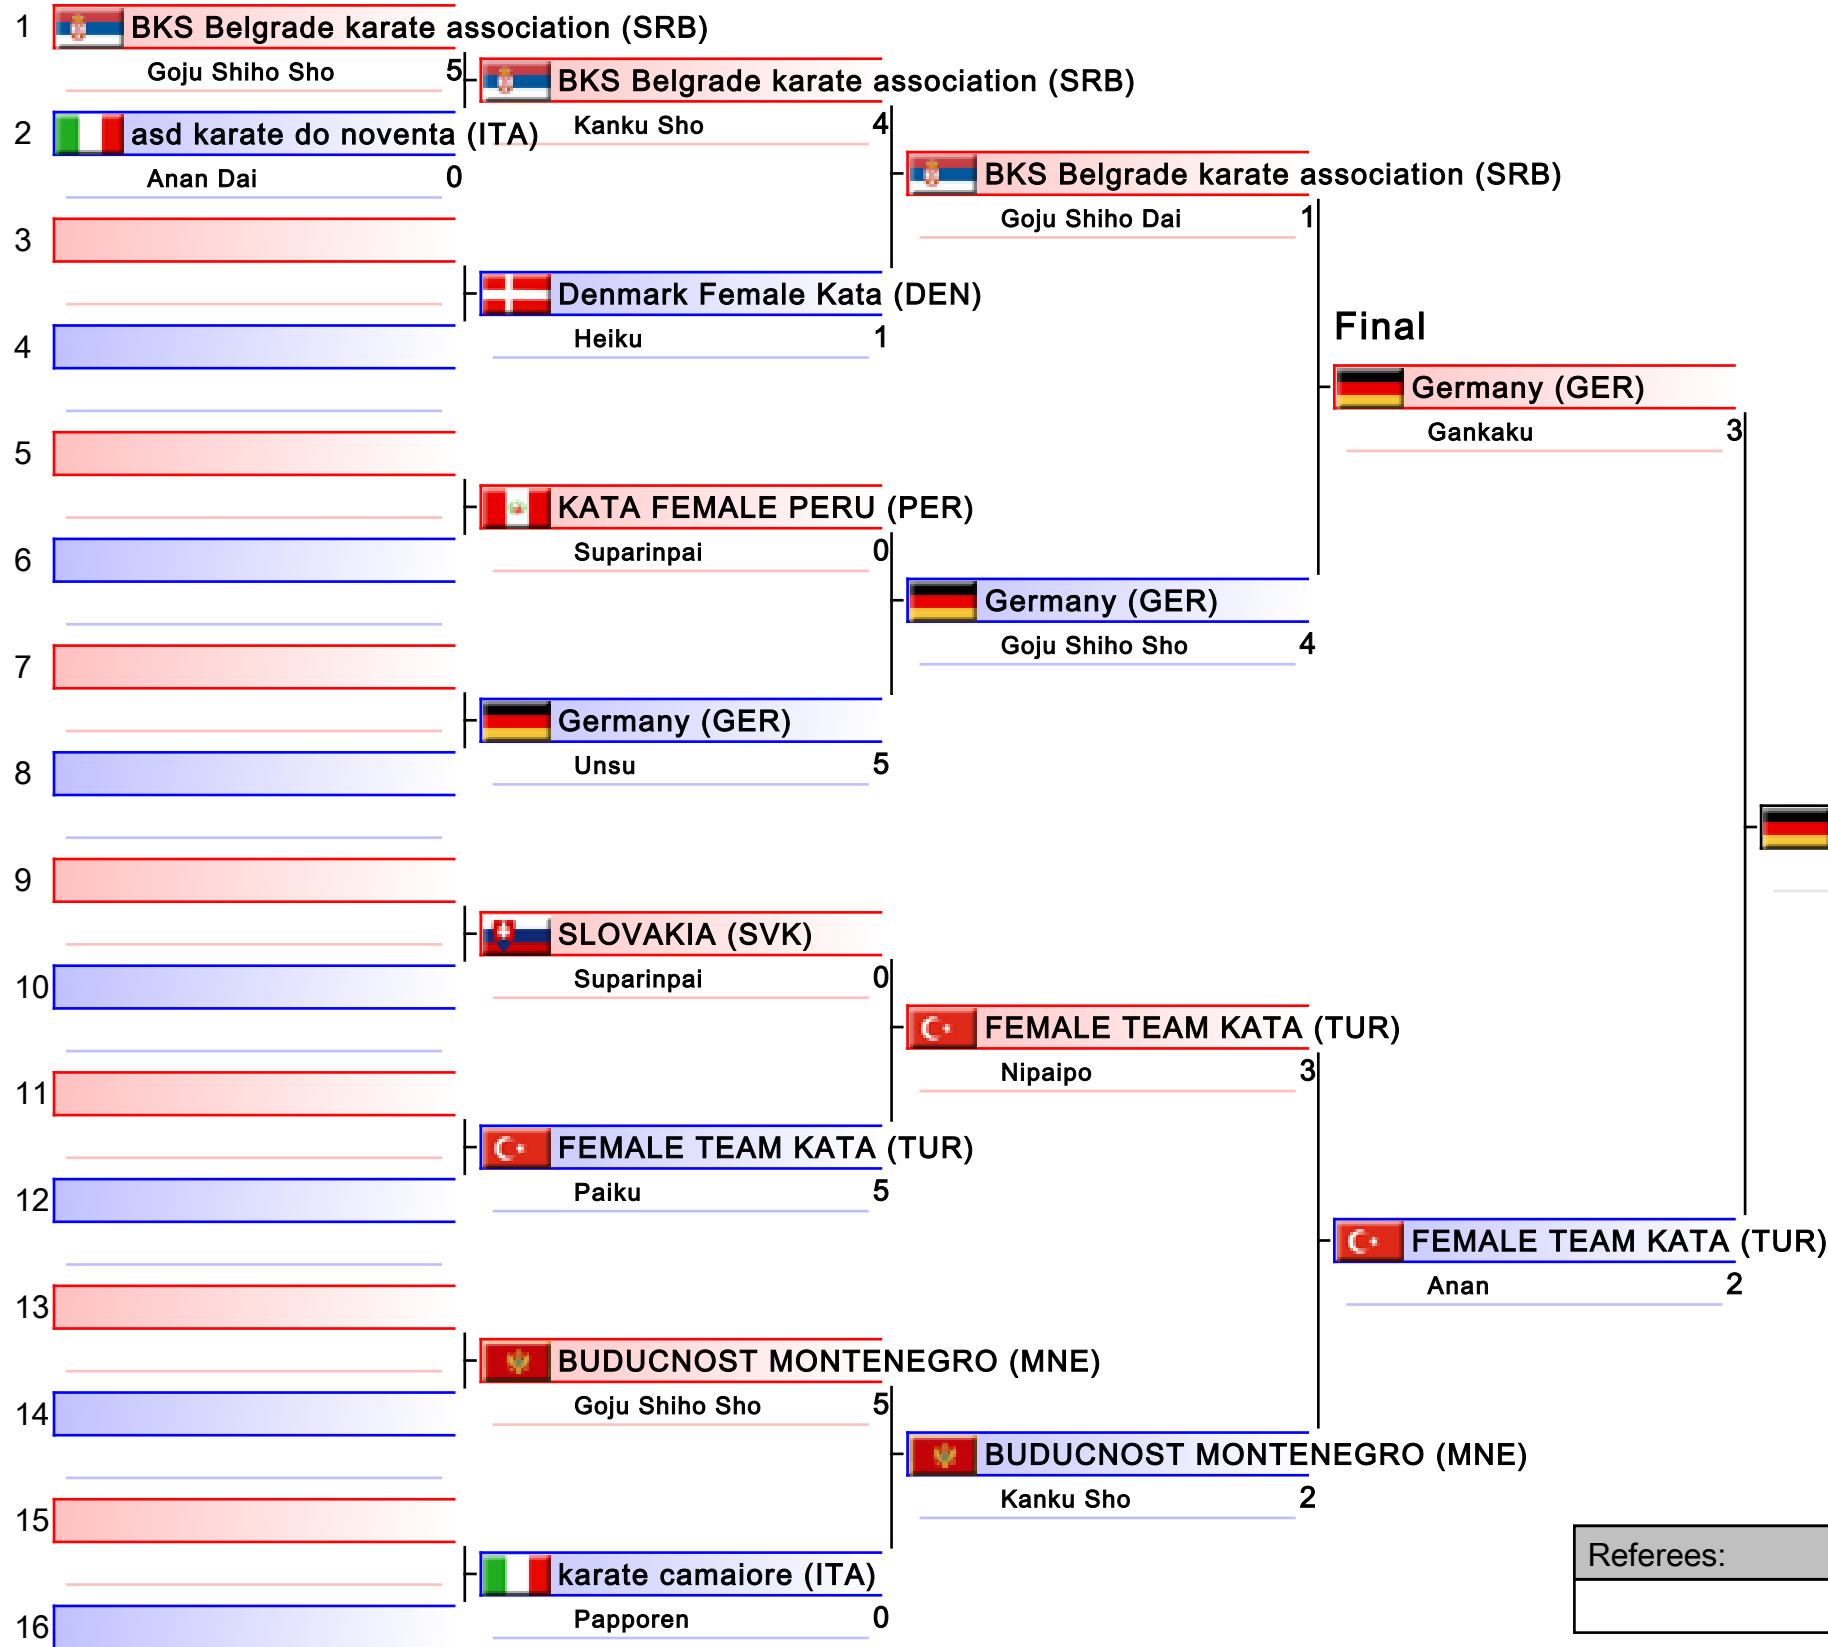 1 BKS Belgrade karate association (SRB)
Goju Shiho Sho 5
BKS Belgrade karate association (SRB)
Kanku Sho 4
2 asd karate do noventa (ITA)
Anan Dai 0
BKS Belgrade karate association (SRB)
Goju Shiho Dai 1
3
Denmark Female Kata (DEN)
Heiku 1
4
Final
Germany (GER)
Gankaku 3
5
KATA FEMALE PERU (PER)
Suparinpai 0
6
Germany (GER)
Goju Shiho Sho 4
7
Germany (GER)
Unsu 5
8
9
SLOVAKIA (SVK)
Suparinpai 0
10
FEMALE TEAM KATA (TUR)
Nipaipo 3
11
FEMALE TEAM KATA (TUR)
Paiku 5
12
FEMALE TEAM KATA (TUR)
Anan 2
13
BUDUCNOST MONTENEGRO (MNE)
Goju Shiho Sho 5
14
BUDUCNOST MONTENEGRO (MNE)
Kanku Sho 2
15
karate camaiore (ITA)
Papporen 0
16
Referees: